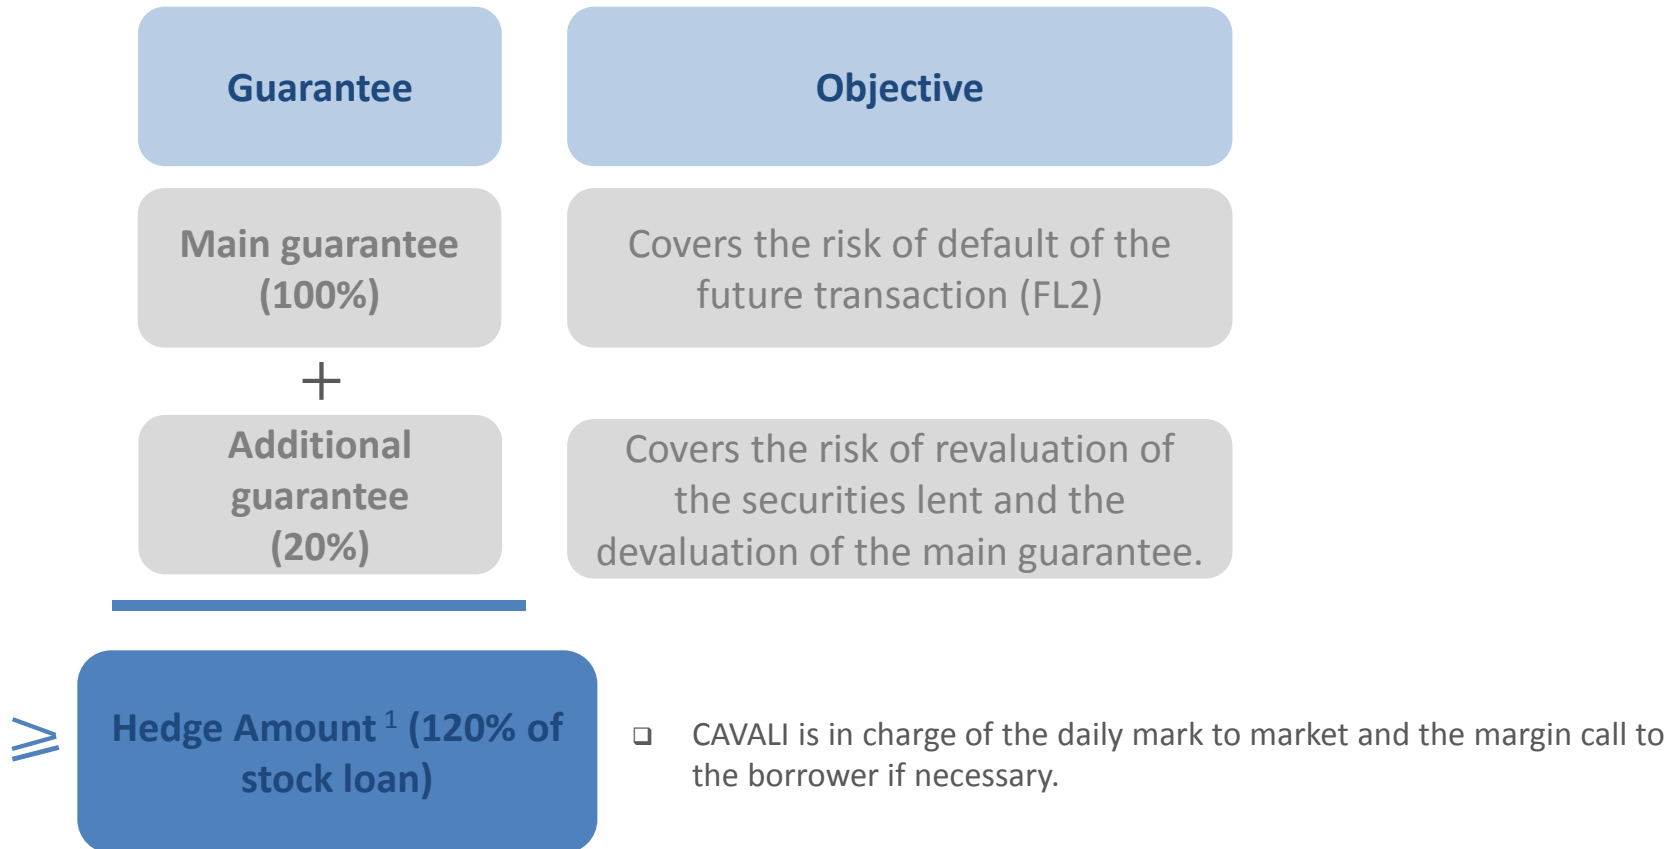 Guarantee
Objective
Main guarantee
(100%)
Covers the risk of default of the
future transaction (FL2)
+
Additional
guarantee
(20%)
Covers the risk of revaluation of
the securities lent and the
devaluation of the main guarantee.
⩾
Hedge Amount ¹ (120% of
stock loan)
❑ CAVALI is in charge of the daily mark to market and the margin call to
the borrower if necessary.